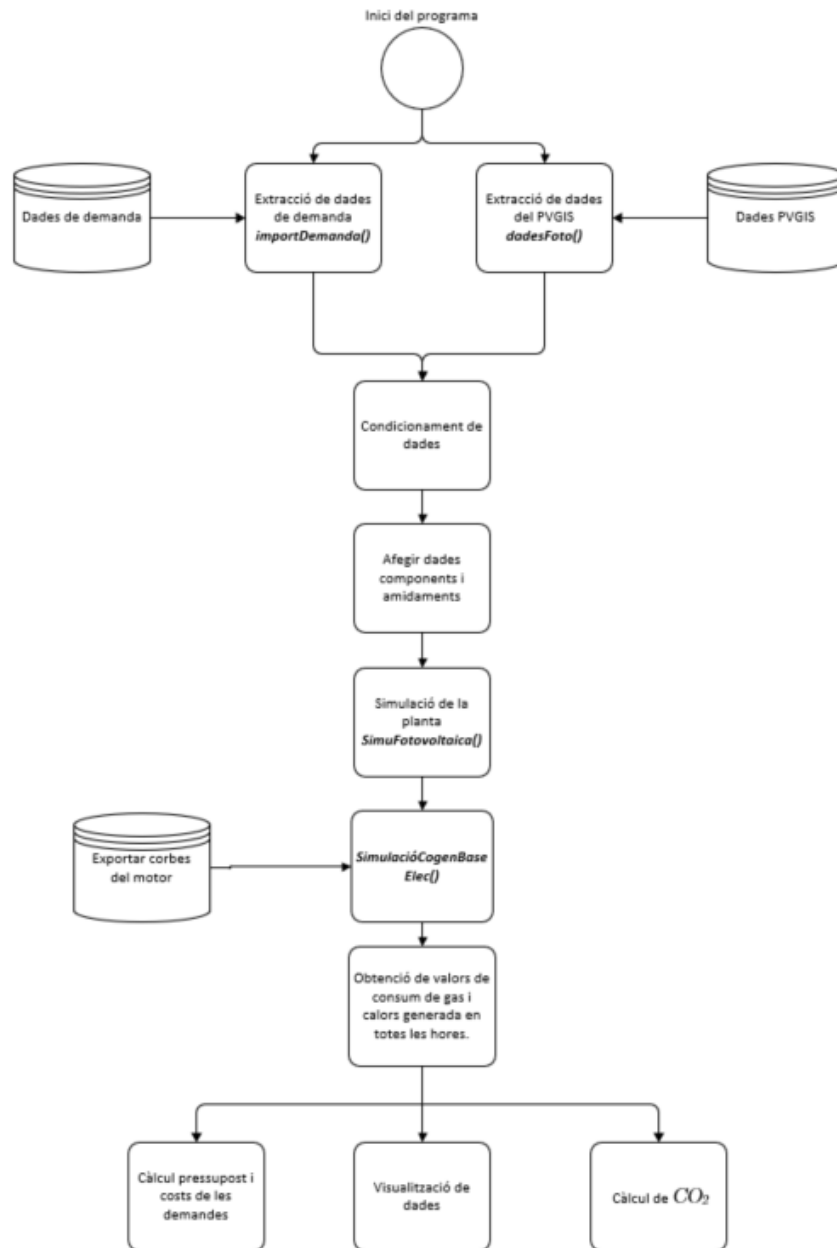 Inici del programa
Dades de demanda
Extracció de dades
de demanda
importDemanda()
Extracció de dades
del PVGIS
dadesFoto()
Dades PVGIS
Condicionament de
dades
Afegir dades
components i
amidaments
Simulació de la
planta
SimuFotovoltaica()
Exportar corbes
del motor
SimulacióCogenBase
Elec()
Obtenció de valors de
consum de gas i
calors generada en
totes les hores.
Càlcul pressupost i
costs de les
demandes
Visualització de
dades
Càlcul de CO₂